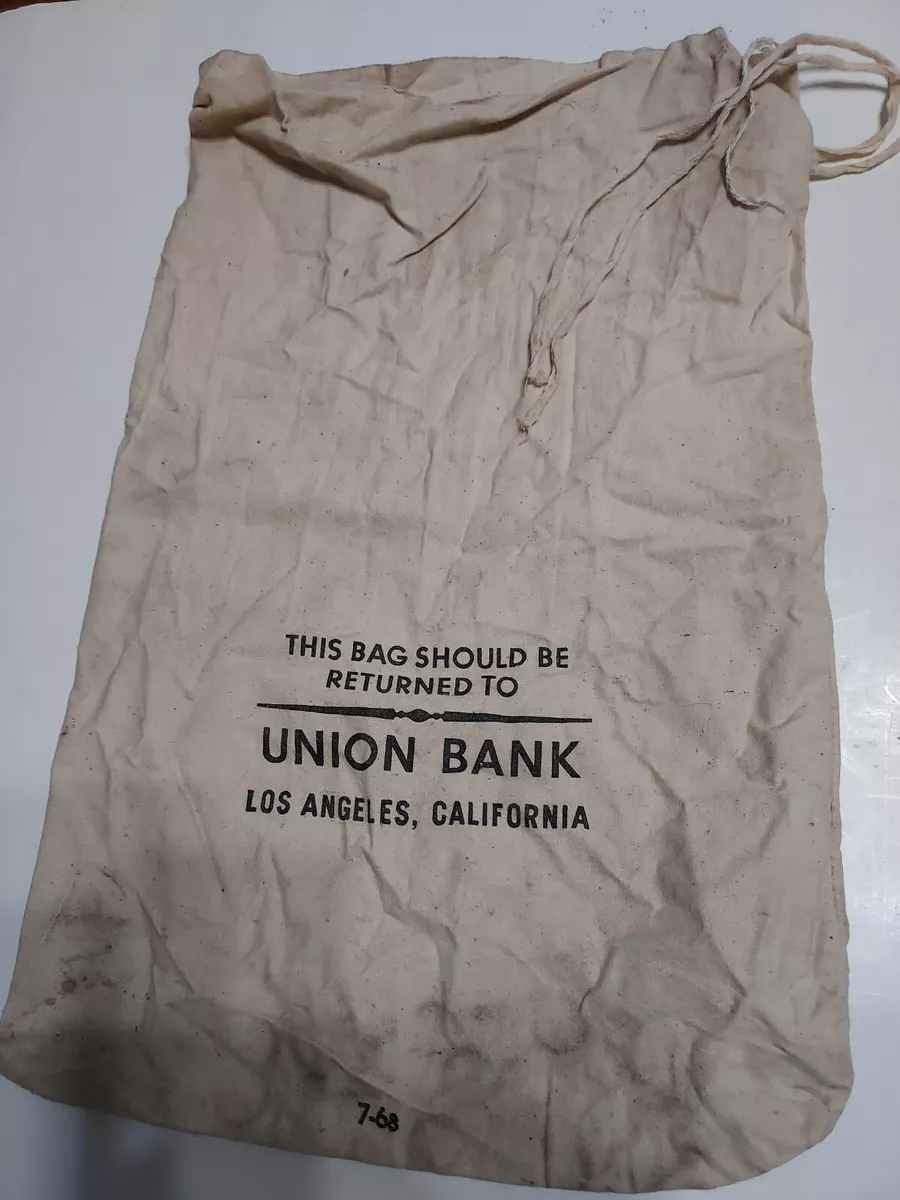 THIS BAG SHOULD BE
RETURNED TO
UNION BANK
LOS ANGELES, CALIFORNIA
7-68